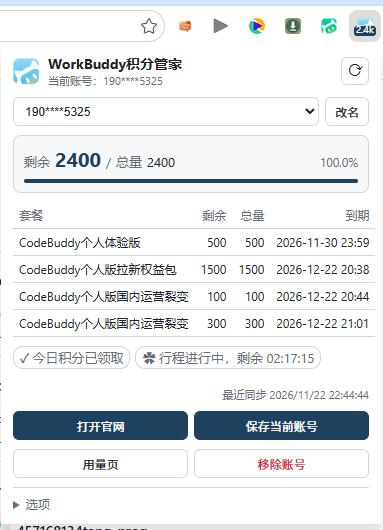 2.4k
WorkBuddy积分管家
当前账号：190****5325
190****5325 改名
剩余 2400 / 总量 2400 100.0%
套餐 剩余 总量 到期
CodeBuddy个人体验版 500 500 2026-11-30 23:59
CodeBuddy个人版拉新权益包 1500 1500 2026-12-22 20:38
CodeBuddy个人版国内运营裂变 100 100 2026-12-22 20:44
CodeBuddy个人版国内运营裂变 300 300 2026-12-22 21:01
✓ 今日积分已领取 行程进行中，剩余 02:17:15
最近同步 2026/11/22 22:44:44
打开官网 保存当前账号
用量页 移除账号
选项